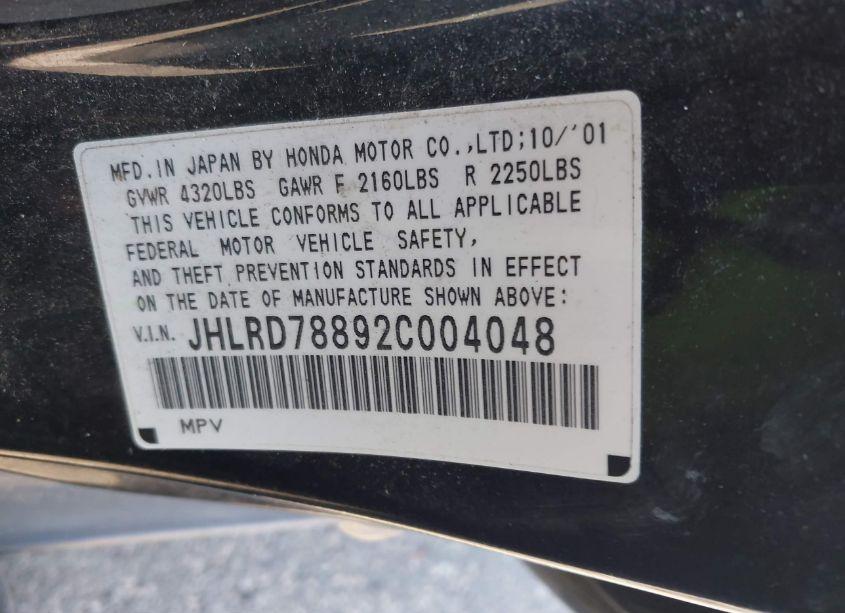 MFD.IN JAPAN BY HONDA MOTOR CO.,LTD;10/'01
GVWR 4320LBS GAWR F 2160LBS R 2250LBS
THIS VEHICLE CONFORMS TO ALL APPLICABLE
FEDERAL MOTOR VEHICLE SAFETY,
AND THEFT PREVENTION STANDARDS IN EFFECT
ON THE DATE OF MANUFACTURE SHOWN ABOVE:
V.I.N. JHLRD78892C004048
MPV